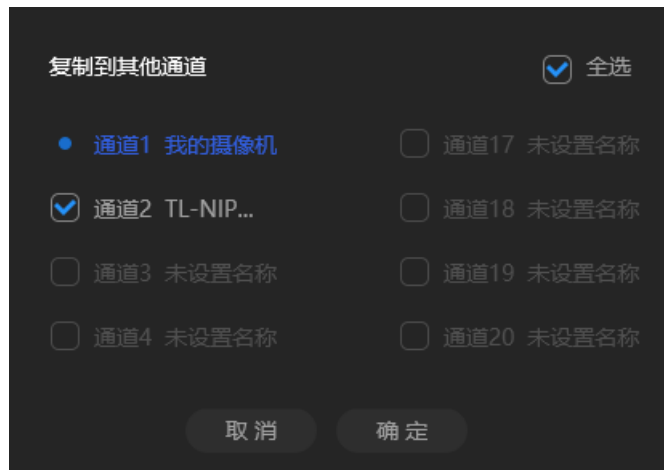 复制到其他通道 全选
通道1 我的摄像机 通道17 未设置名称
通道2 TL-NIP... 通道18 未设置名称
通道3 未设置名称 通道19 未设置名称
通道4 未设置名称 通道20 未设置名称
取消 确定